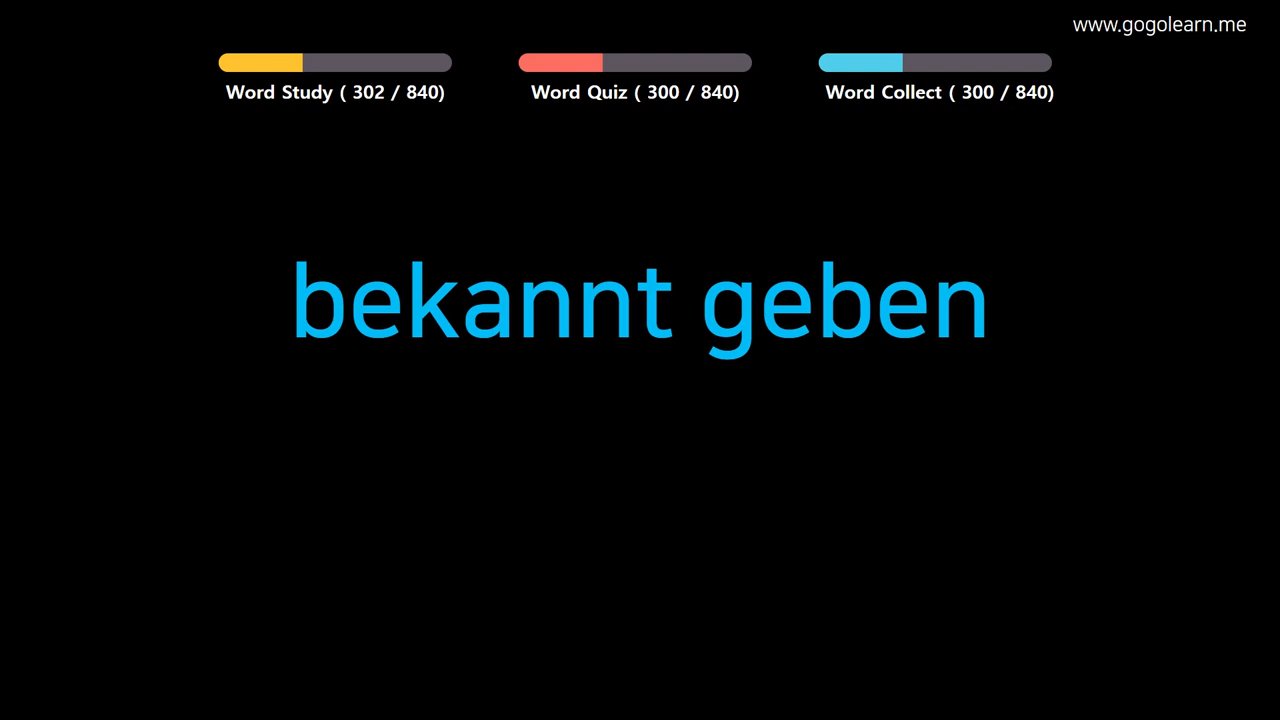 www.gogolearn.me
Word Study ( 302 / 840)
Word Quiz ( 300 / 840)
Word Collect ( 300 / 840)
bekannt geben